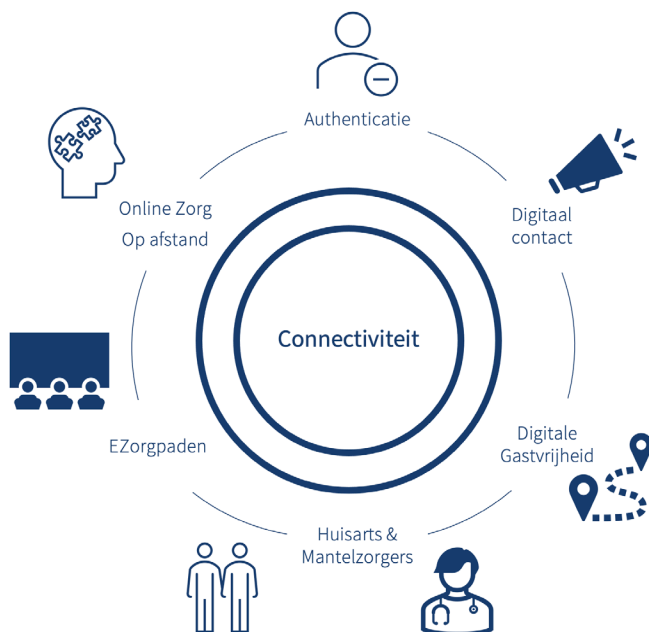 Authenticatie
Digitaal
contact
Digitale
Gastvrijheid
Huisarts &
Mantelzorgers
EZorgpaden
Online Zorg
Op afstand
Connectiviteit